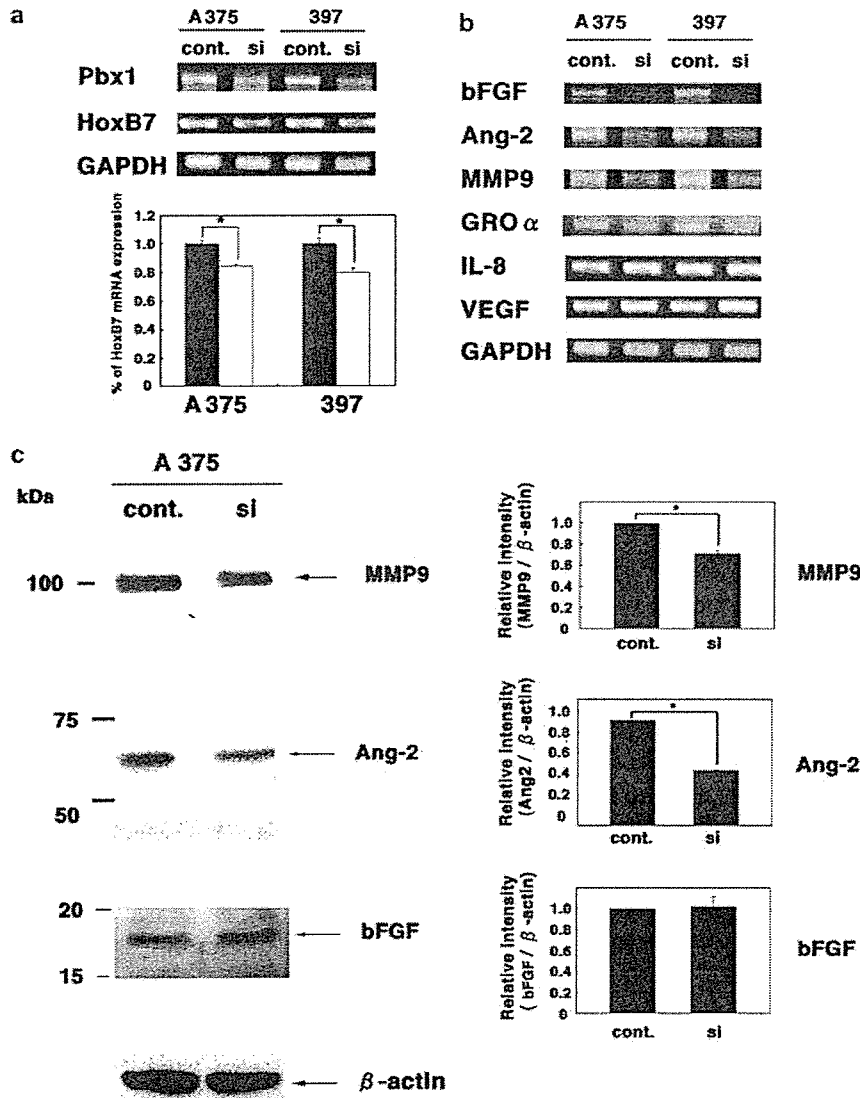 a
A 375 397
cont. si cont. si
Pbx1
HoxB7
GAPDH
% of HoxB7 mRNA expression
1.2
1.0
0.8
0.6
0.4
0.2
0
* *
A 375 397
b
A 375 397
cont. si cont. si
bFGF
Ang-2
MMP9
GRO α
IL-8
VEGF
GAPDH
c
A 375
kDa
cont. si
100
MMP9
75
Ang-2
50
20
bFGF
15
β-actin
Relative Intensity
(MMP9 / β-actin)
1.0
0.8
0.6
0.4
0.2
0
*
cont. si
MMP9
Relative Intensity
(Ang2 / β-actin)
1.0
0.8
0.6
0.4
0.2
0
*
cont. si
Ang-2
Relative Intensity
( bFGF / β-actin)
1.0
0.8
0.6
0.4
0.2
0
cont. si
bFGF